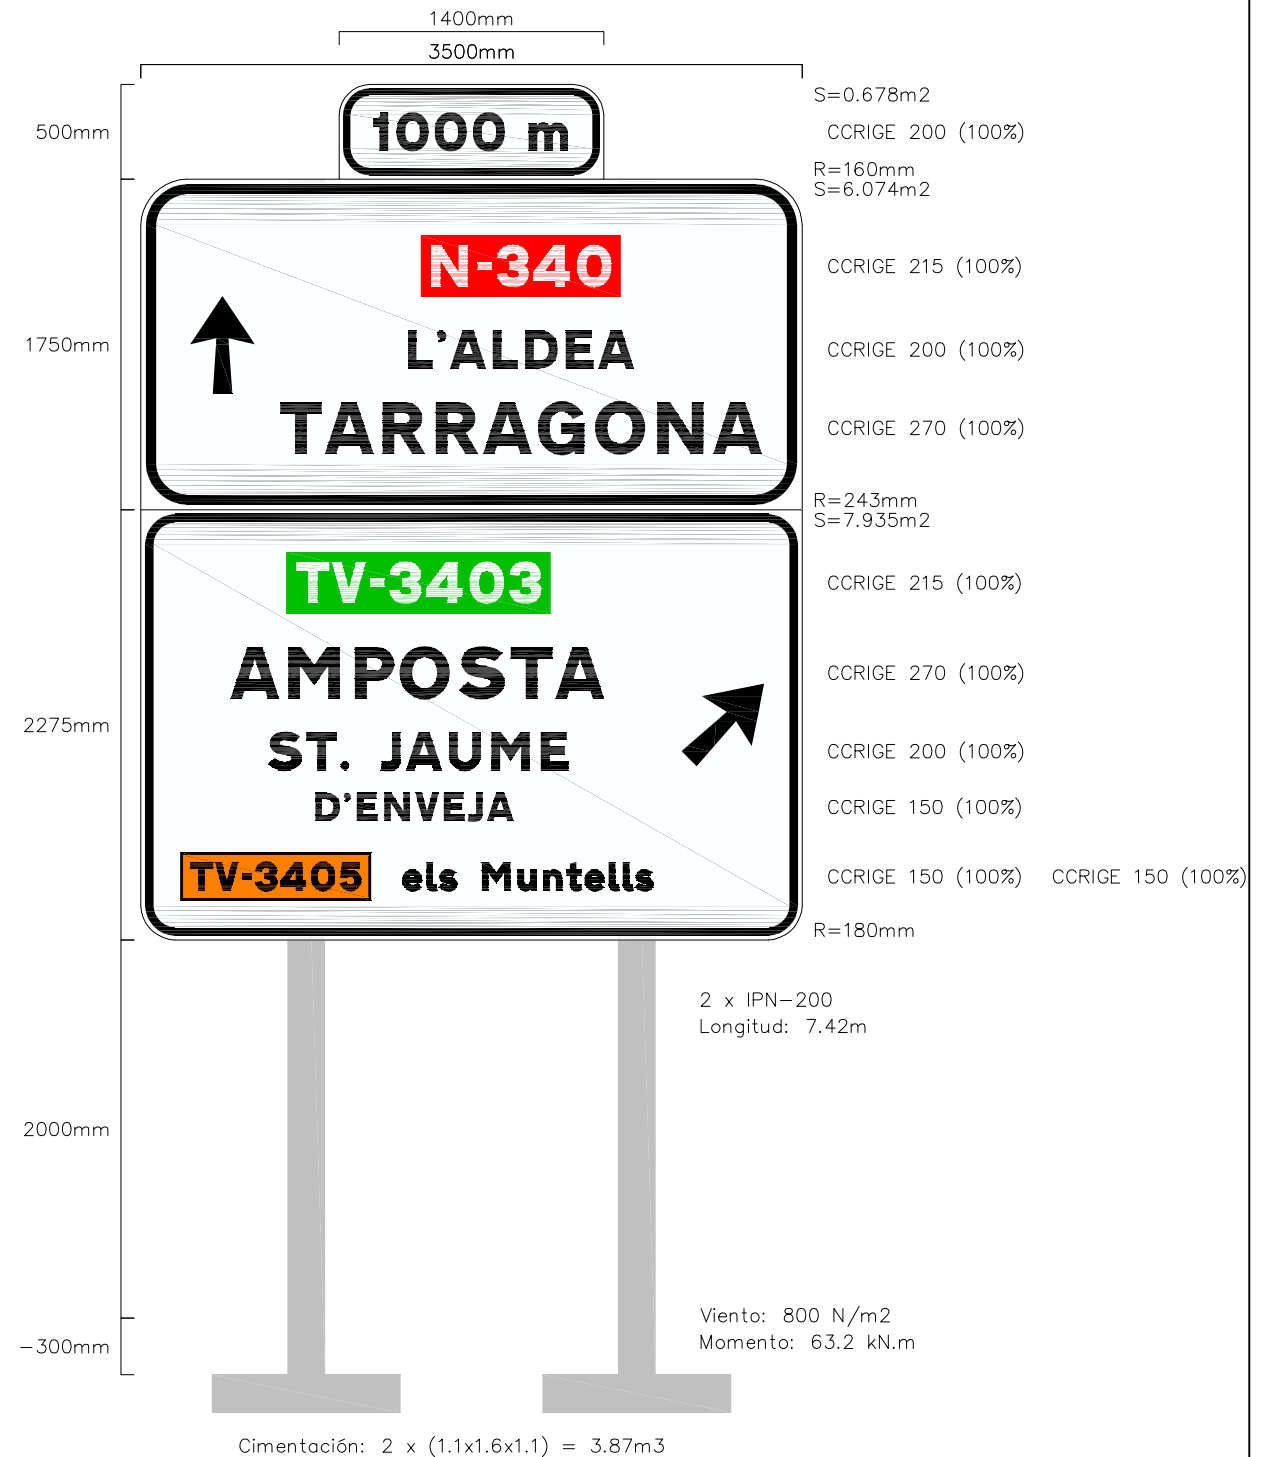 1400mm
3500mm
S=0.678m2
500mm
1000 m
CCRIGE 200 (100%)
R=160mm
S=6.074m2
N-340
CCRIGE 215 (100%)
1750mm
L'ALDEA
CCRIGE 200 (100%)
TARRAGONA
CCRIGE 270 (100%)
R=243mm
S=7.935m2
TV-3403
CCRIGE 215 (100%)
AMPOSTA
CCRIGE 270 (100%)
2275mm
ST. JAUME
CCRIGE 200 (100%)
D'ENVEJA
CCRIGE 150 (100%)
TV-3405 els Muntells
CCRIGE 150 (100%) CCRIGE 150 (100%)
R=180mm
2 x IPN-200
Longitud: 7.42m
2000mm
Viento: 800 N/m2
-300mm
Momento: 63.2 kN.m
Cimentación: 2 x (1.1x1.6x1.1) = 3.87m3